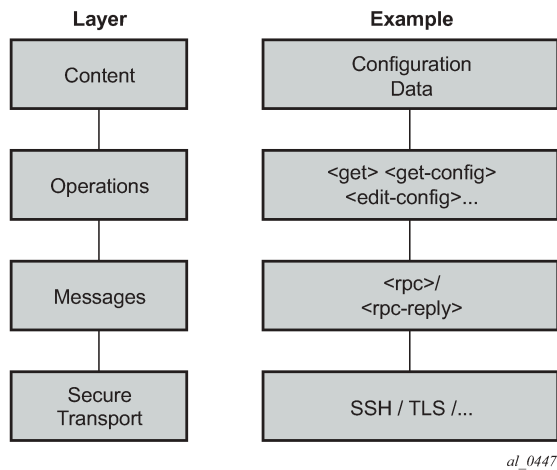 Layer Example
Content
Configuration
Data
Operations
<get> <get-config>
<edit-config>...
Messages
<rpc>/
<rpc-reply>
Secure
Transport
SSH / TLS /...
al_0447